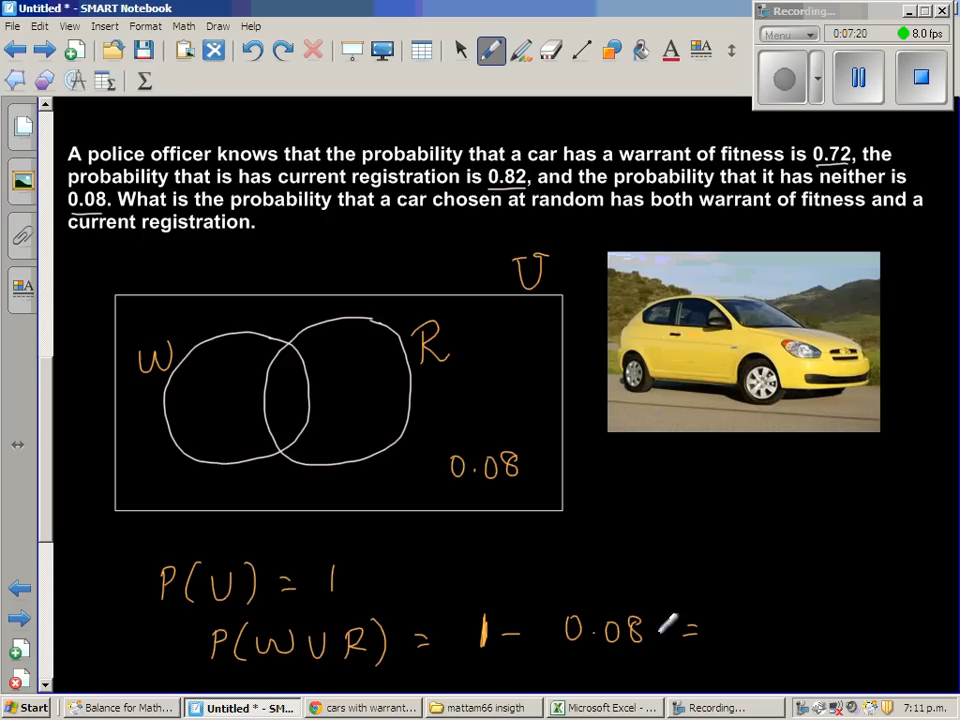 Untitled * - SMART Notebook
Recording...
File Edit View Insert Format Math Draw Help
Menu 0:07:20 8.0 fps
A police officer knows that the probability that a car has a warrant of fitness is 0.72, the
probability that is has current registration is 0.82, and the probability that it has neither is
0.08. What is the probability that a car chosen at random has both warrant of fitness and a
current registration.
U
W R
0.08
P(U) = 1
P(W U R) = 1 - 0.08 =
Start Balance for Math... Untitled * - S... cars with warrant... mattam66 insigth Microsoft Excel - ... Recording... 7:11 p.m.